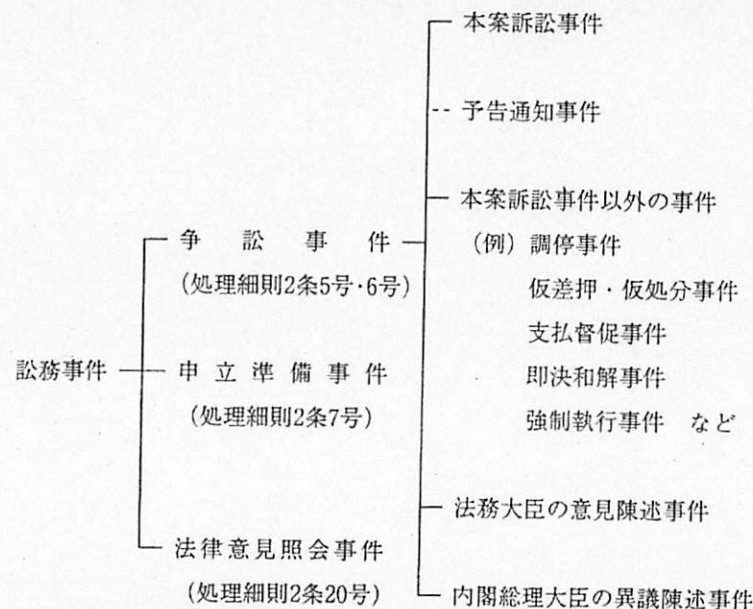 本案訴訟事件
予告通知事件
本案訴訟事件以外の事件
争訟事件
(例) 調停事件
(処理細則2条5号・6号)
仮差押・仮処分事件
支払督促事件
訟務事件
申立準備事件
即決和解事件
(処理細則2条7号)
強制執行事件 など
法務大臣の意見陳述事件
法律意見照会事件
(処理細則2条20号)
内閣総理大臣の異議陳述事件